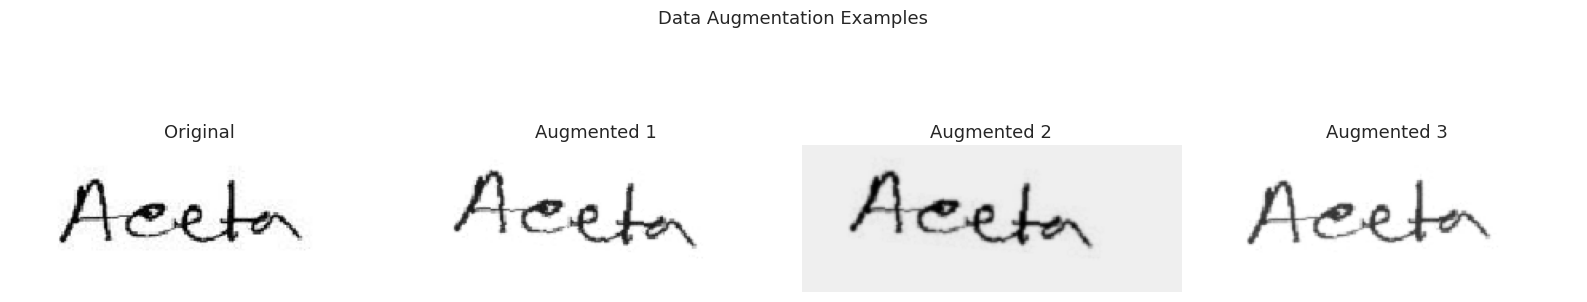 Data Augmentation Examples
Original Augmented 1 Augmented 2 Augmented 3
Aceta Aceta Aceta Aceta